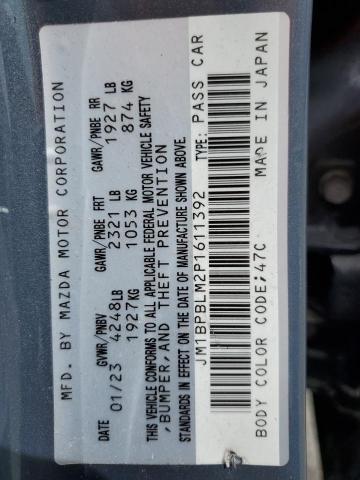 MFD. BY MAZDA MOTOR CORPORATION
GVWR/PNBV GAWR/PNBE FRT GAWR/PNBE RR
01/23 4248LB 2321 LB 1927 LB
1927KG 1053 KG 874 KG
THIS VEHICLE CONFORMS TO ALL APPLICABLE FEDERAL MOTOR VEHICLE SAFETY
, BUMPER, AND THEFT PREVENTION
STANDARDS IN EFFECT ON THE DATE OF MANUFACTURE SHOWN ABOVE.
JM1BPBLM2P1611392 TYPE: PASS CAR
BODY COLOR CODE;47C MADE IN JAPAN